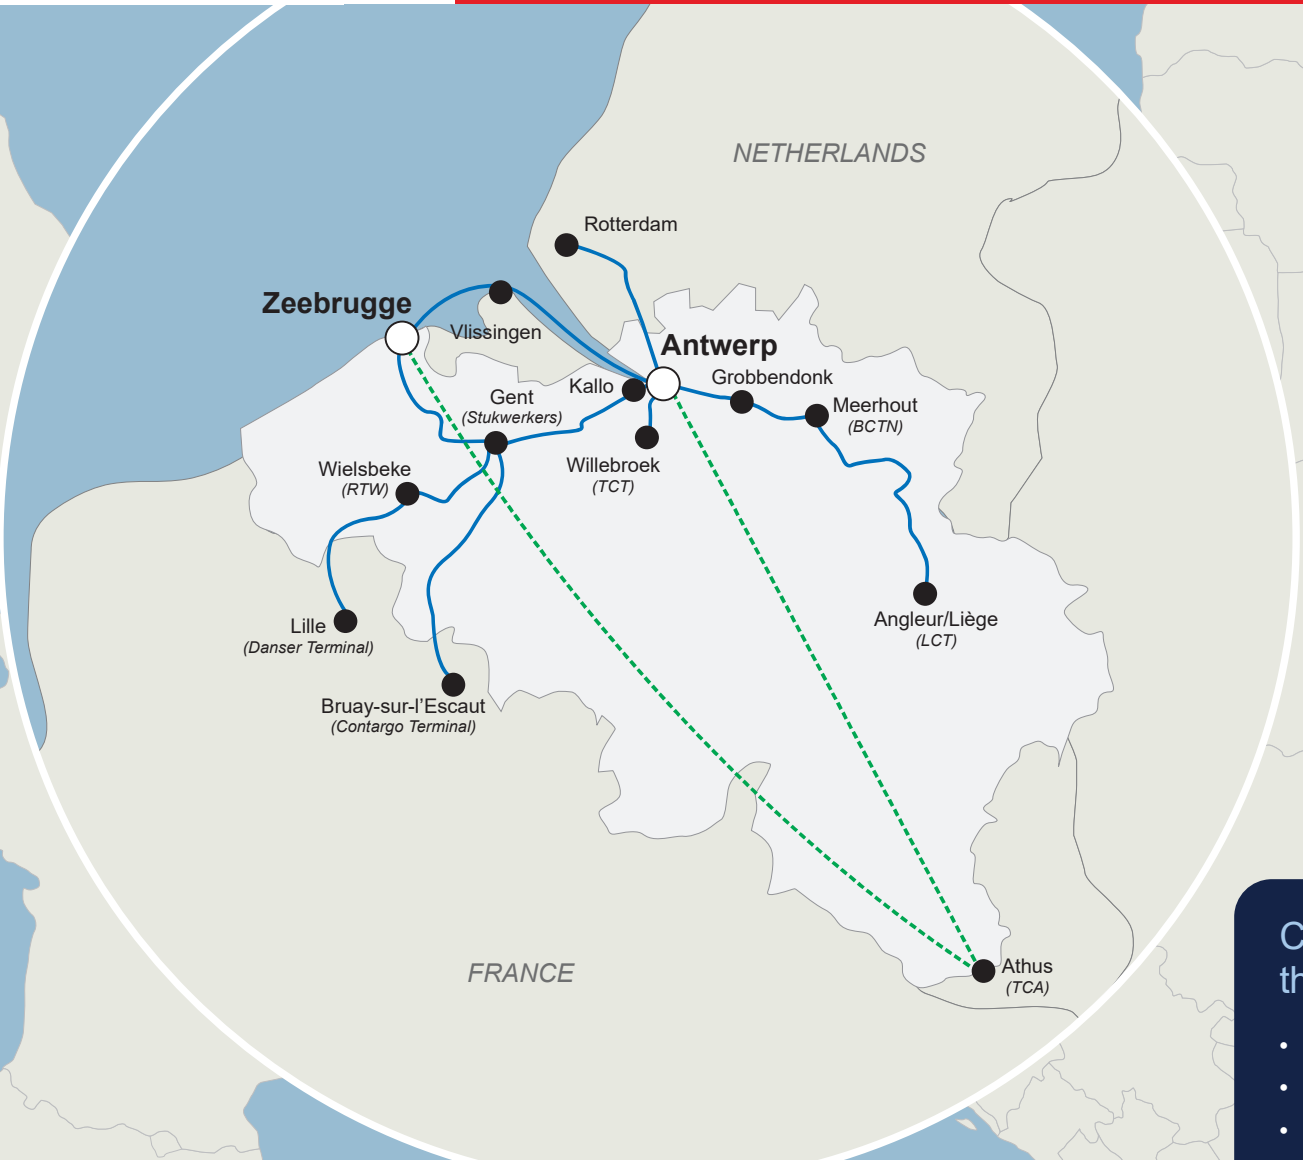 NETHERLANDS
Rotterdam
Zeebrugge
Vlissingen
Antwerp
Kallo
Grobbendonk
Gent
(Stukwerkers)
Meerhout
(BCTN)
Wielsbeke
(RTW)
Willebroek
(TCT)
Lille
(Danser Terminal)
Angleur/Liège
(LCT)
Bruay-sur-l'Escaut
(Contargo Terminal)
FRANCE
Athus
(TCA)